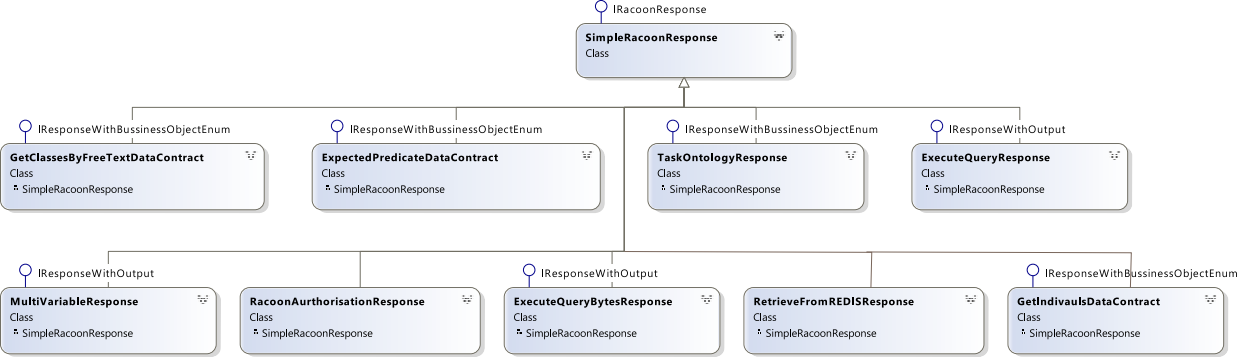 IRacoonResponse
SimpleRacoonResponse
Class
IResponseWithBussinessObjectEnum
GetClassesByFreeTextDataContract
Class
SimpleRacoonResponse
IResponseWithBussinessObjectEnum
ExpectedPredicateDataContract
Class
SimpleRacoonResponse
IResponseWithBussinessObjectEnum
TaskOntologyResponse
Class
SimpleRacoonResponse
IResponseWithOutput
ExecuteQueryResponse
Class
SimpleRacoonResponse
IResponseWithOutput
MultiVariableResponse
Class
SimpleRacoonResponse
RacoonAurthorisationResponse
Class
SimpleRacoonResponse
IResponseWithOutput
ExecuteQueryBytesResponse
Class
SimpleRacoonResponse
RetrieveFromREDISResponse
Class
SimpleRacoonResponse
IResponseWithBussinessObjectEnum
GetIndivaulsDataContract
Class
SimpleRacoonResponse